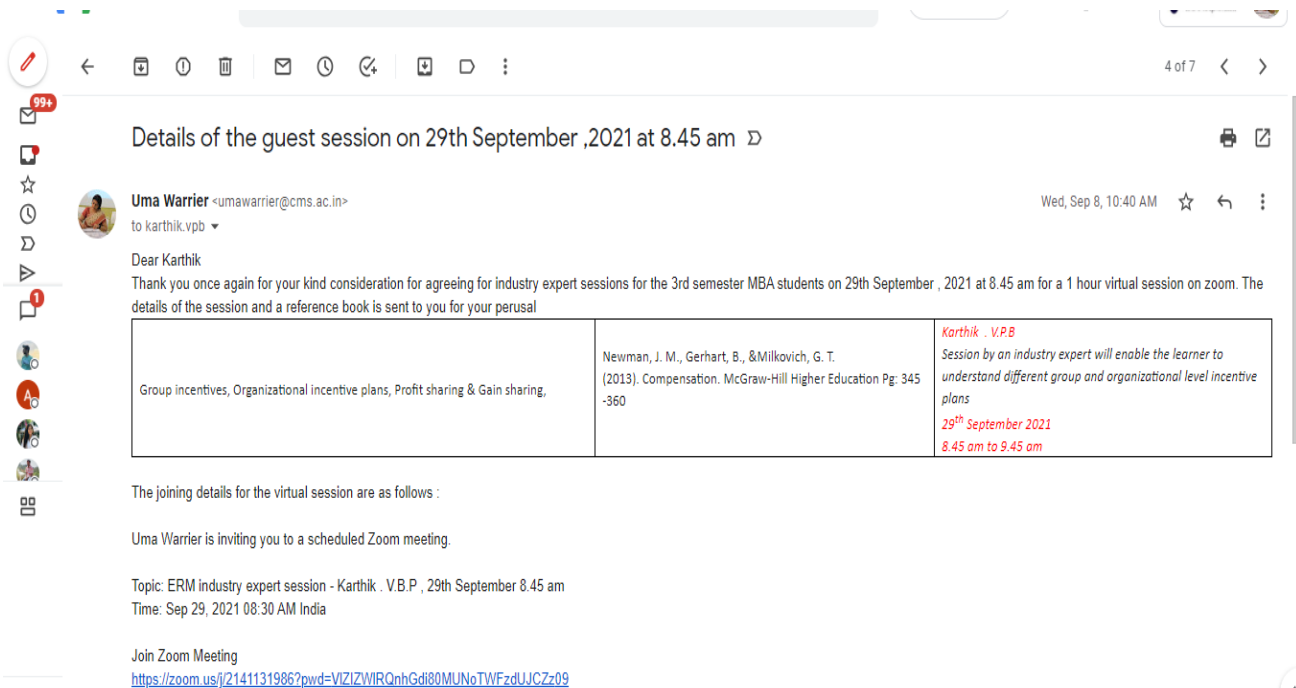 4 of 7
99+
Details of the guest session on 29th September ,2021 at 8.45 am
Uma Warrier <umawarrier@cms.ac.in>
Wed, Sep 8, 10:40 AM
to karthik.vpb
Dear Karthik
Thank you once again for your kind consideration for agreeing for industry expert sessions for the 3rd semester MBA students on 29th September , 2021 at 8.45 am for a 1 hour virtual session on zoom. The
details of the session and a reference book is sent to you for your perusal
1
Group incentives, Organizational incentive plans, Profit sharing & Gain sharing,
Newman, J. M., Gerhart, B., &Milkovich, G. T.
(2013). Compensation. McGraw-Hill Higher Education Pg: 345
-360
Karthik . V.P.B
Session by an industry expert will enable the learner to
understand different group and organizational level incentive
plans
29th September 2021
8.45 am to 9.45 am
A
The joining details for the virtual session are as follows :
Uma Warrier is inviting you to a scheduled Zoom meeting.
Topic: ERM industry expert session - Karthik . V.B.P , 29th September 8.45 am
Time: Sep 29, 2021 08:30 AM India
Join Zoom Meeting
https://zoom.us/j/2141131986?pwd=VlZIZWlRQnhGdi80MUNoTWFzdUJCZz09